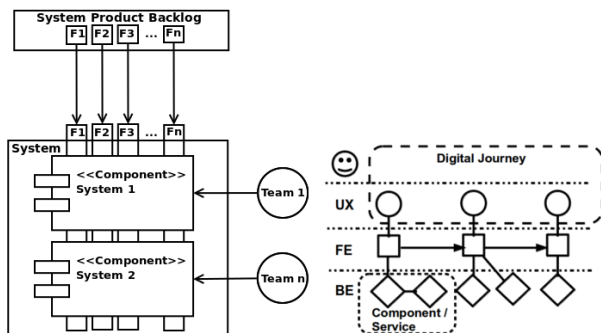 System Product Backlog
F1 F2 F3 ... Fn
F1 F2 F3 ... Fn
System
<<Component>>
System 1
Team 1
<<Component>>
System 2
Team n
Digital Journey
UX
FE
BE
Component /
Service